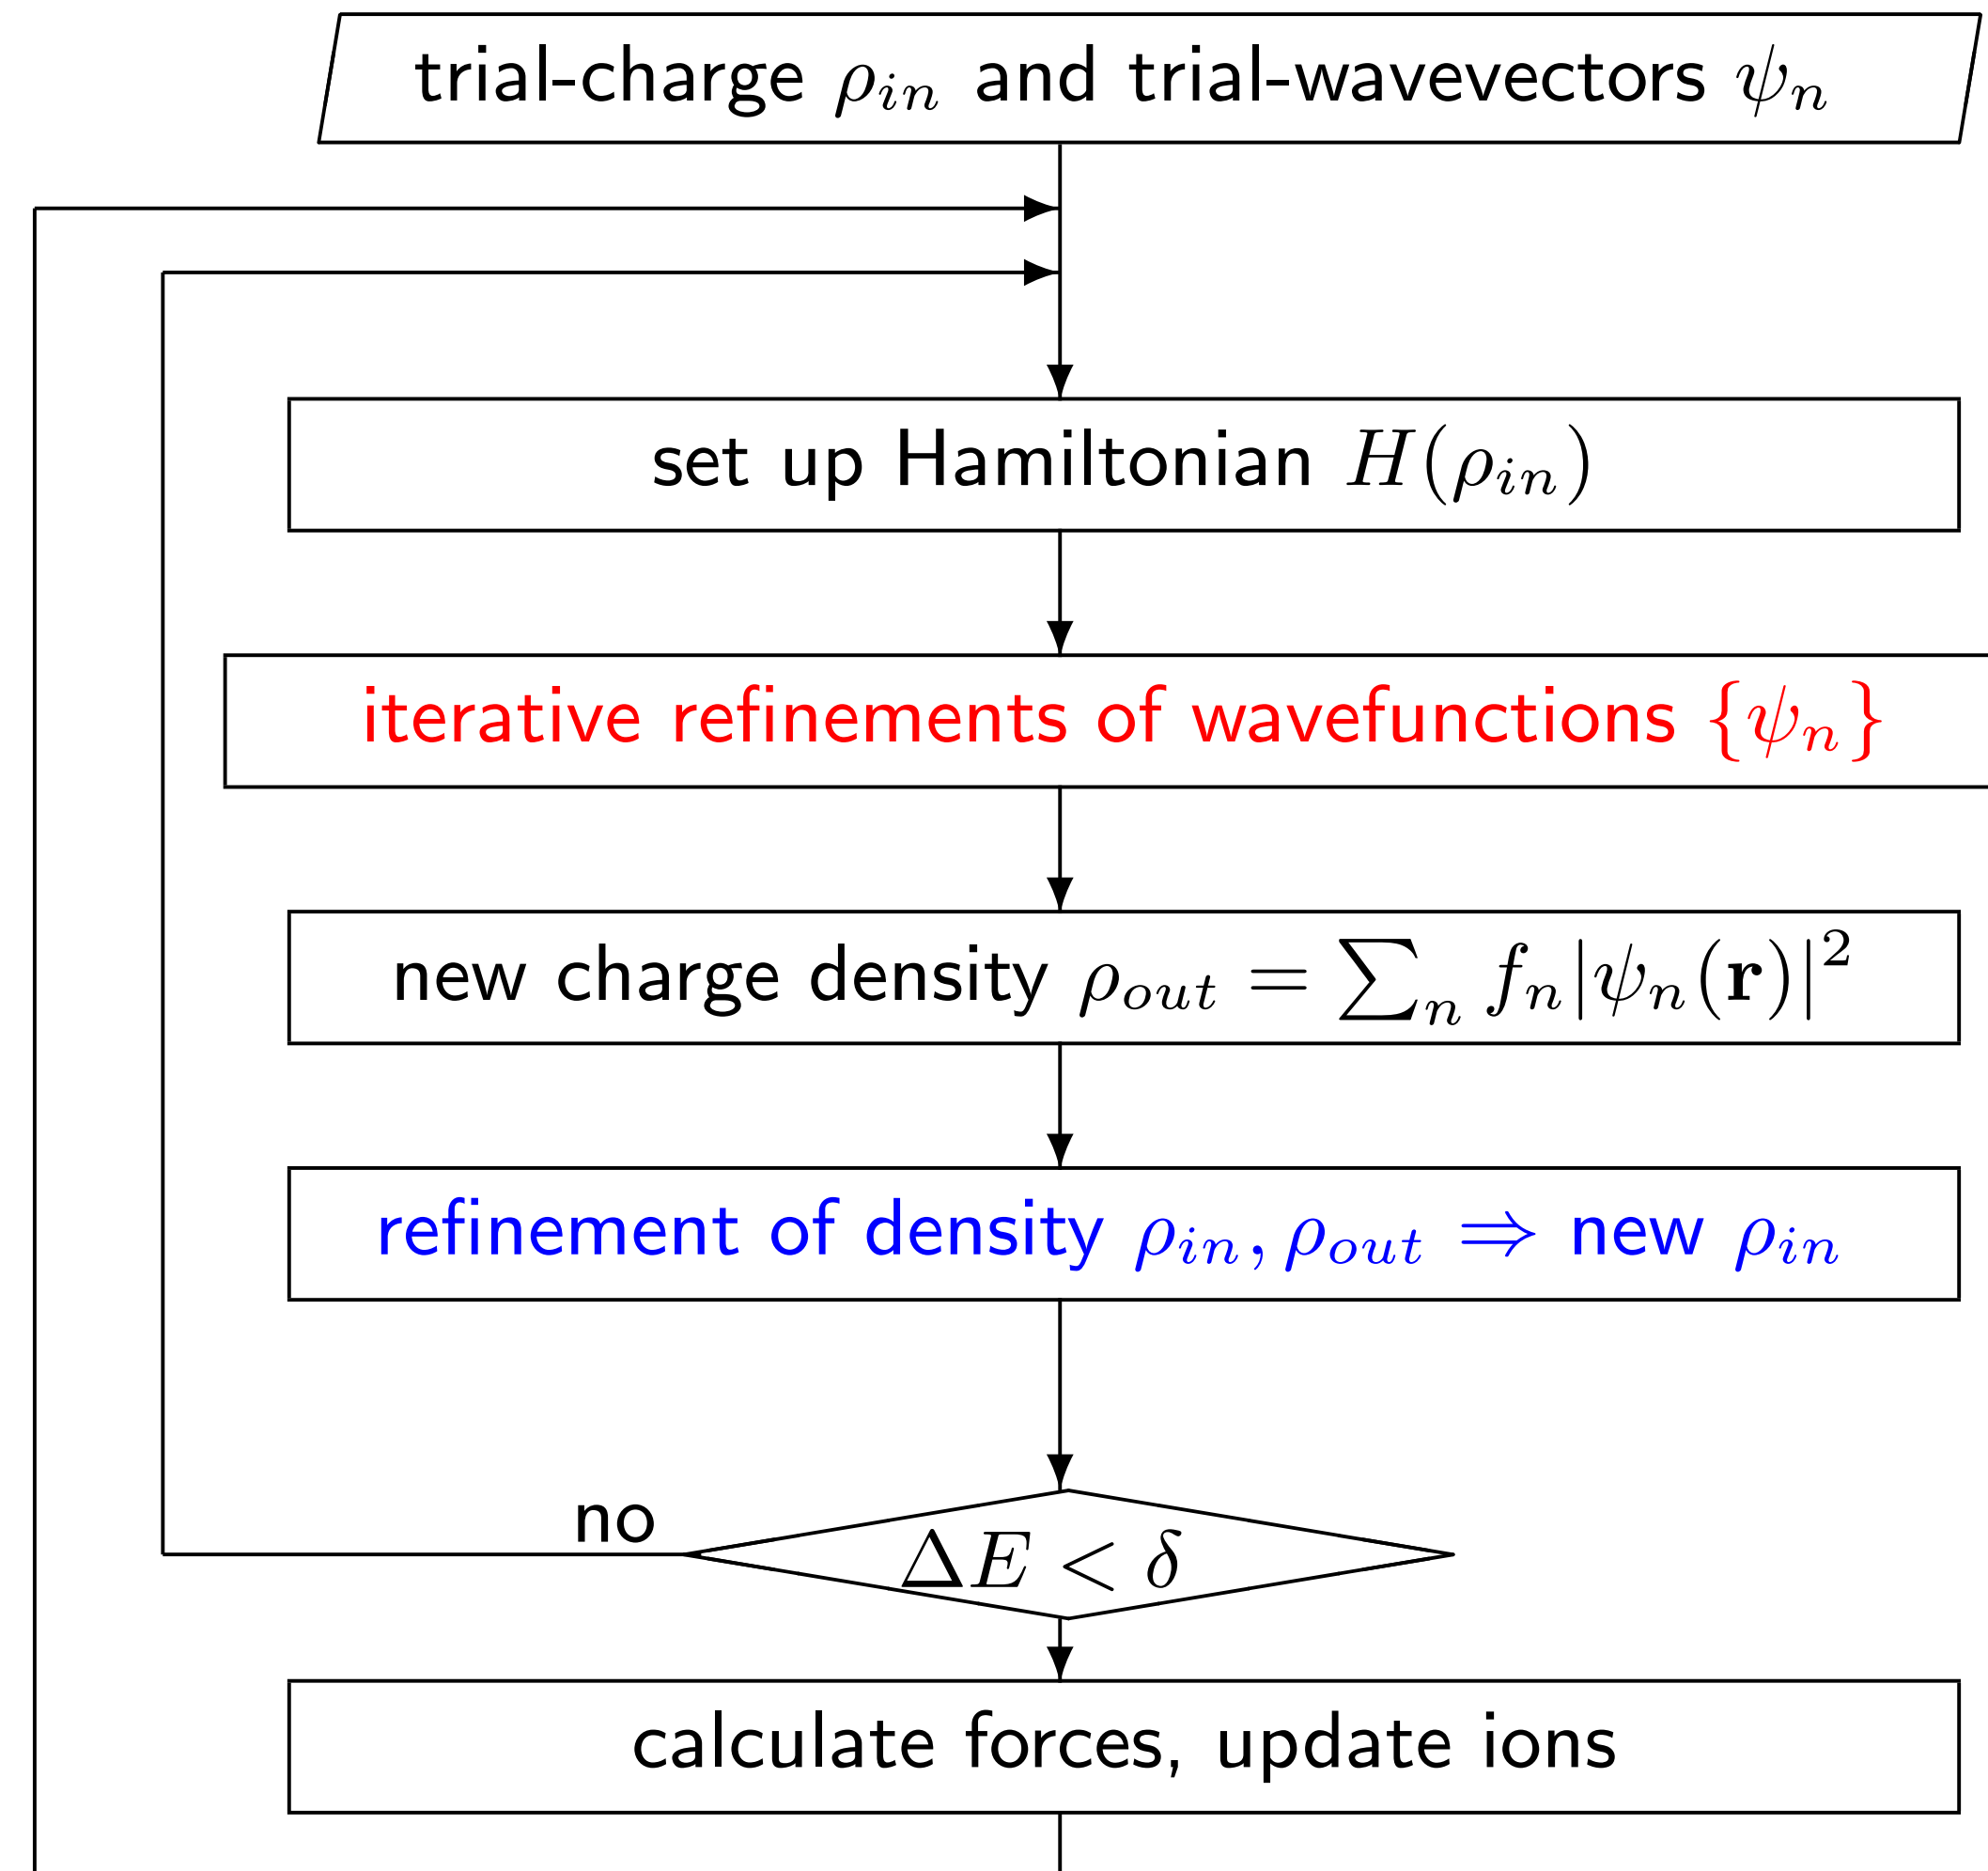 trial-charge ρ_in and trial-wavevectors ψ_n
set up Hamiltonian H(ρ_in)
iterative refinements of wavefunctions {ψ_n}
new charge density ρ_out = ∑_n f_n|ψ_n(r)|²
refinement of density ρ_in, ρ_out ⇒ new ρ_in
no
ΔE < δ
calculate forces, update ions